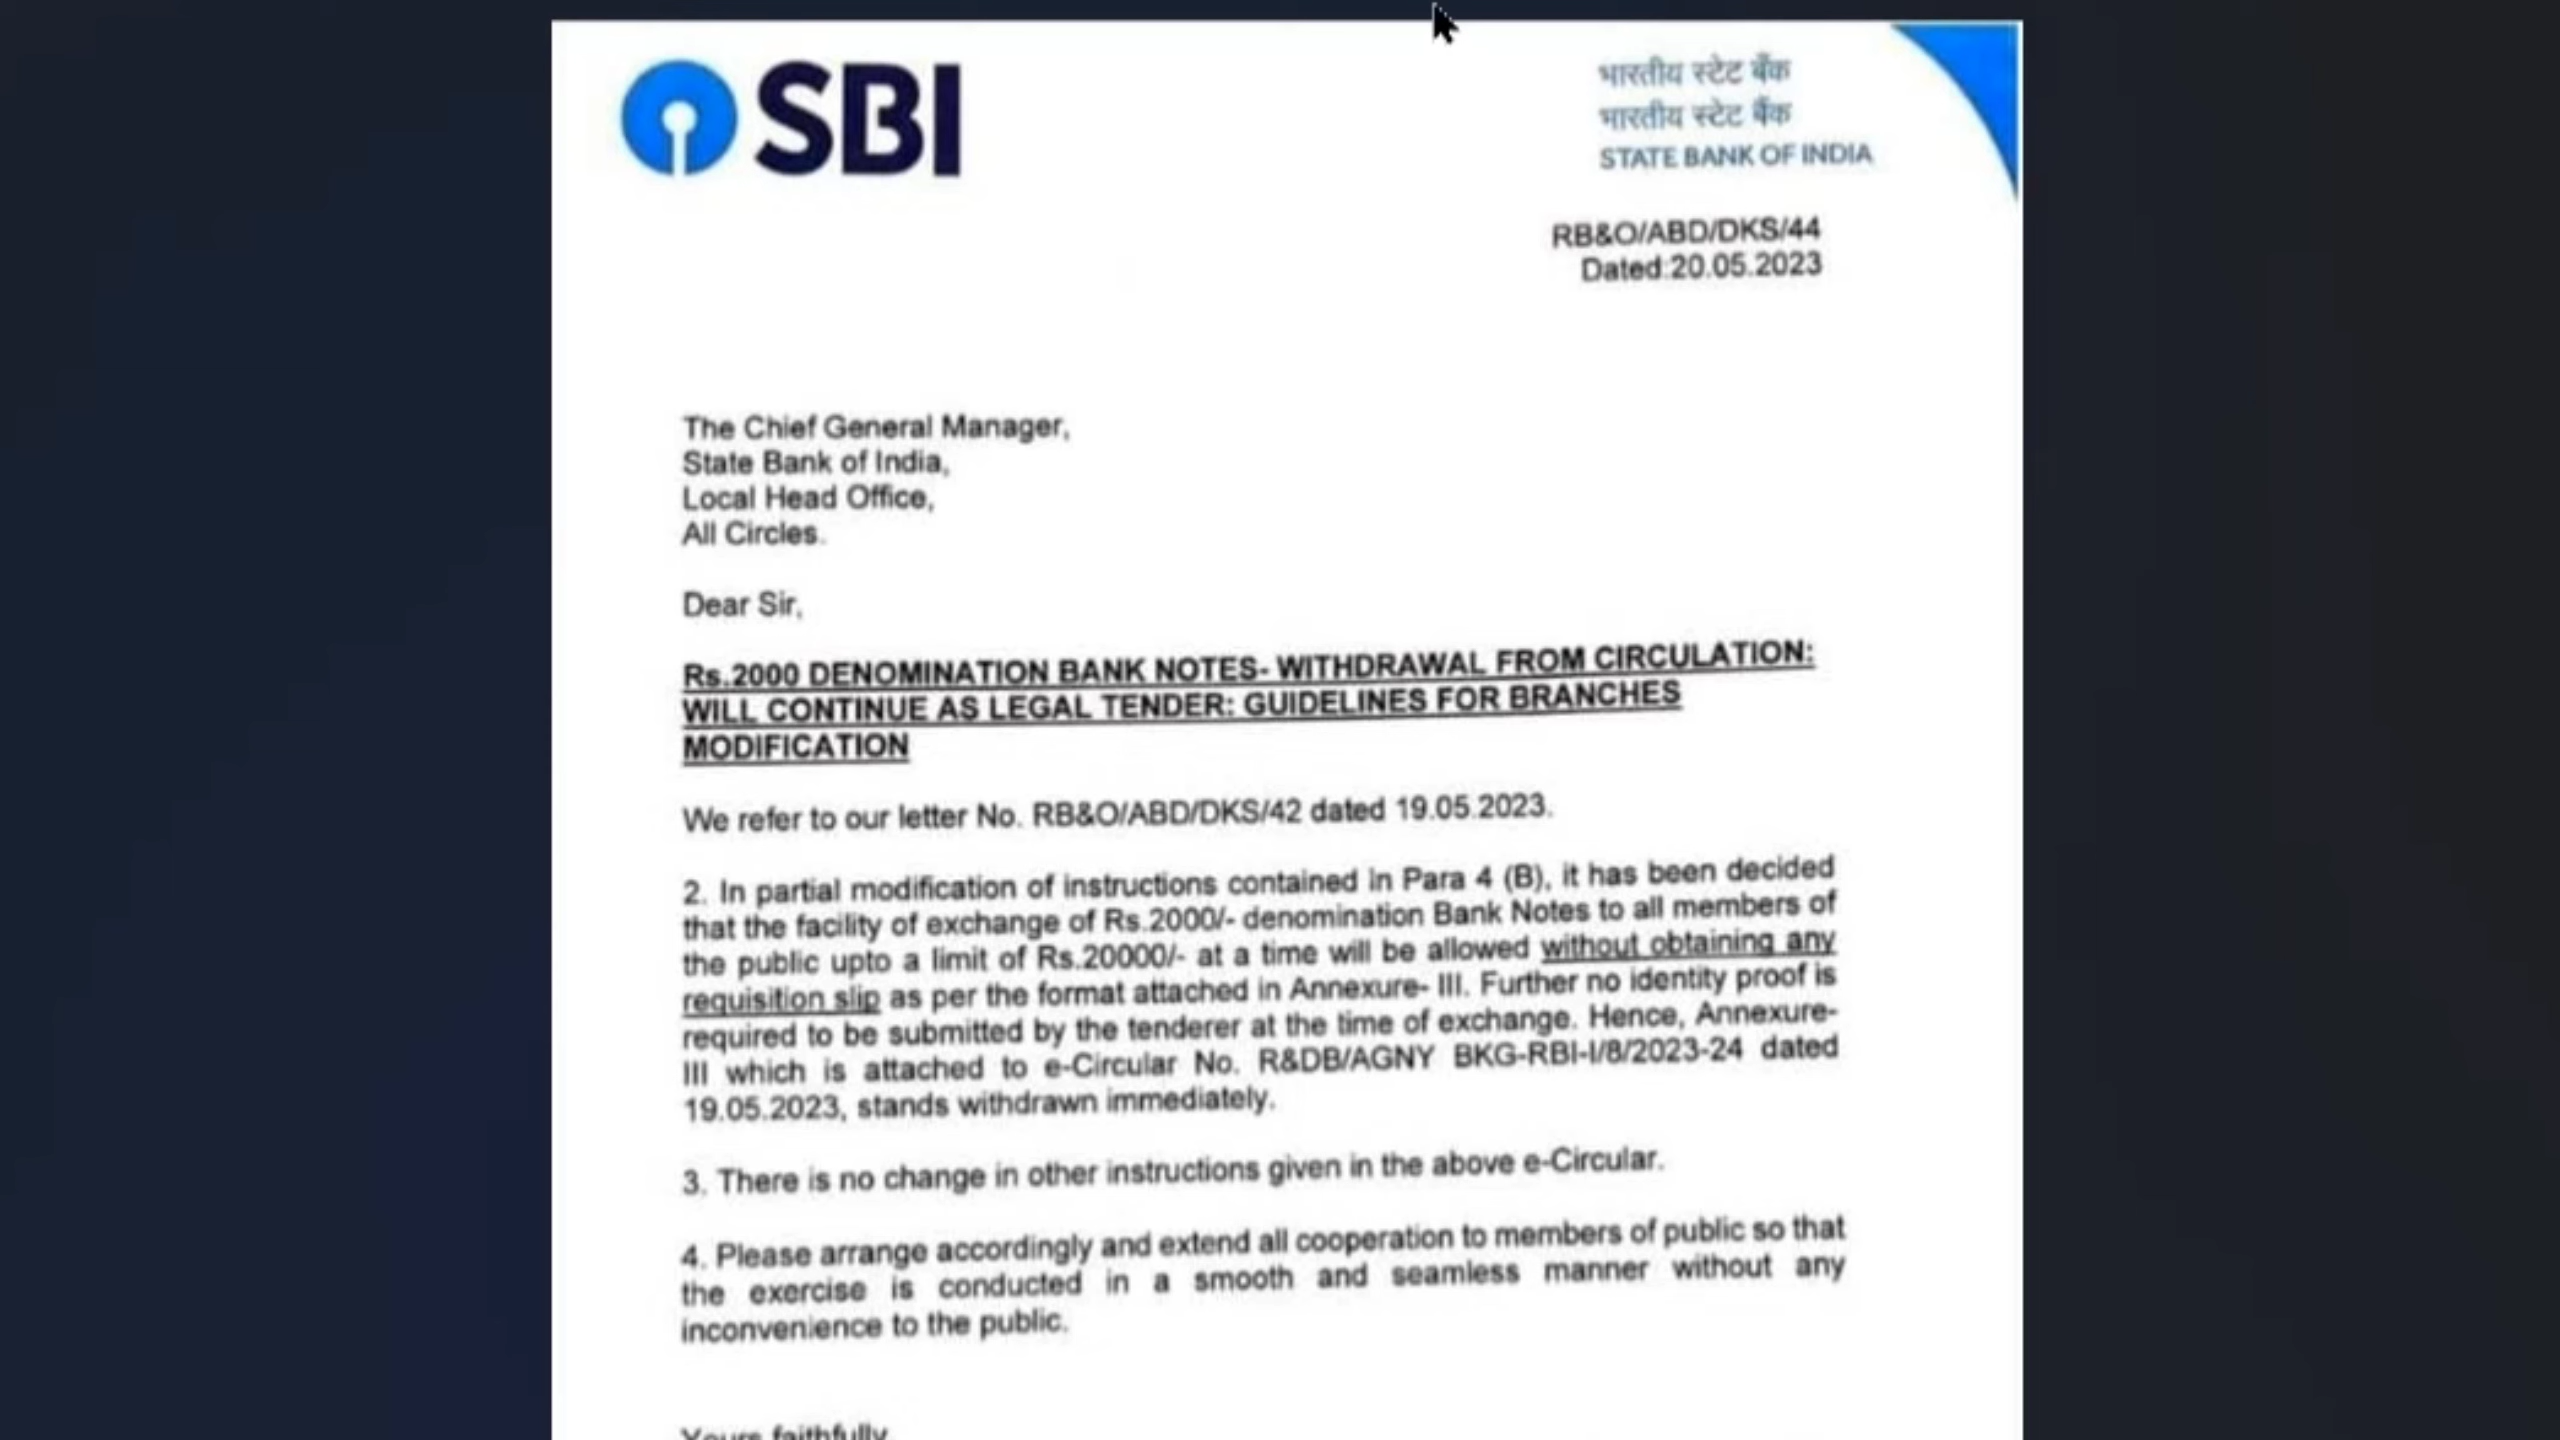 SBI
भारतीय स्टेट बँक
भारतीय स्टेट बैंक
STATE BANK OF INDIA
RB&O/ABD/DKS/44
Dated:20.05.2023
The Chief General Manager,
State Bank of India,
Local Head Office,
All Circles.
Dear Sir,
Rs.2000 DENOMINATION BANK NOTES- WITHDRAWAL FROM CIRCULATION:
WILL CONTINUE AS LEGAL TENDER: GUIDELINES FOR BRANCHES
MODIFICATION
We refer to our letter No. RB&O/ABD/DKS/42 dated 19.05.2023.
2. In partial modification of instructions contained in Para 4 (B), it has been decided
that the facility of exchange of Rs.2000/- denomination Bank Notes to all members of
the public upto a limit of Rs.20000/- at a time will be allowed without obtaining any
requisition slip as per the format attached in Annexure- III. Further no identity proof is
required to be submitted by the tenderer at the time of exchange. Hence, Annexure-
III which is attached to e-Circular No. R&DB/AGNY BKG-RBI-I/8/2023-24 dated
19.05.2023, stands withdrawn immediately.
3. There is no change in other instructions given in the above e-Circular.
4. Please arrange accordingly and extend all cooperation to members of public so that
the exercise is conducted in a smooth and seamless manner without any
inconvenience to the public.
Yours faithfully